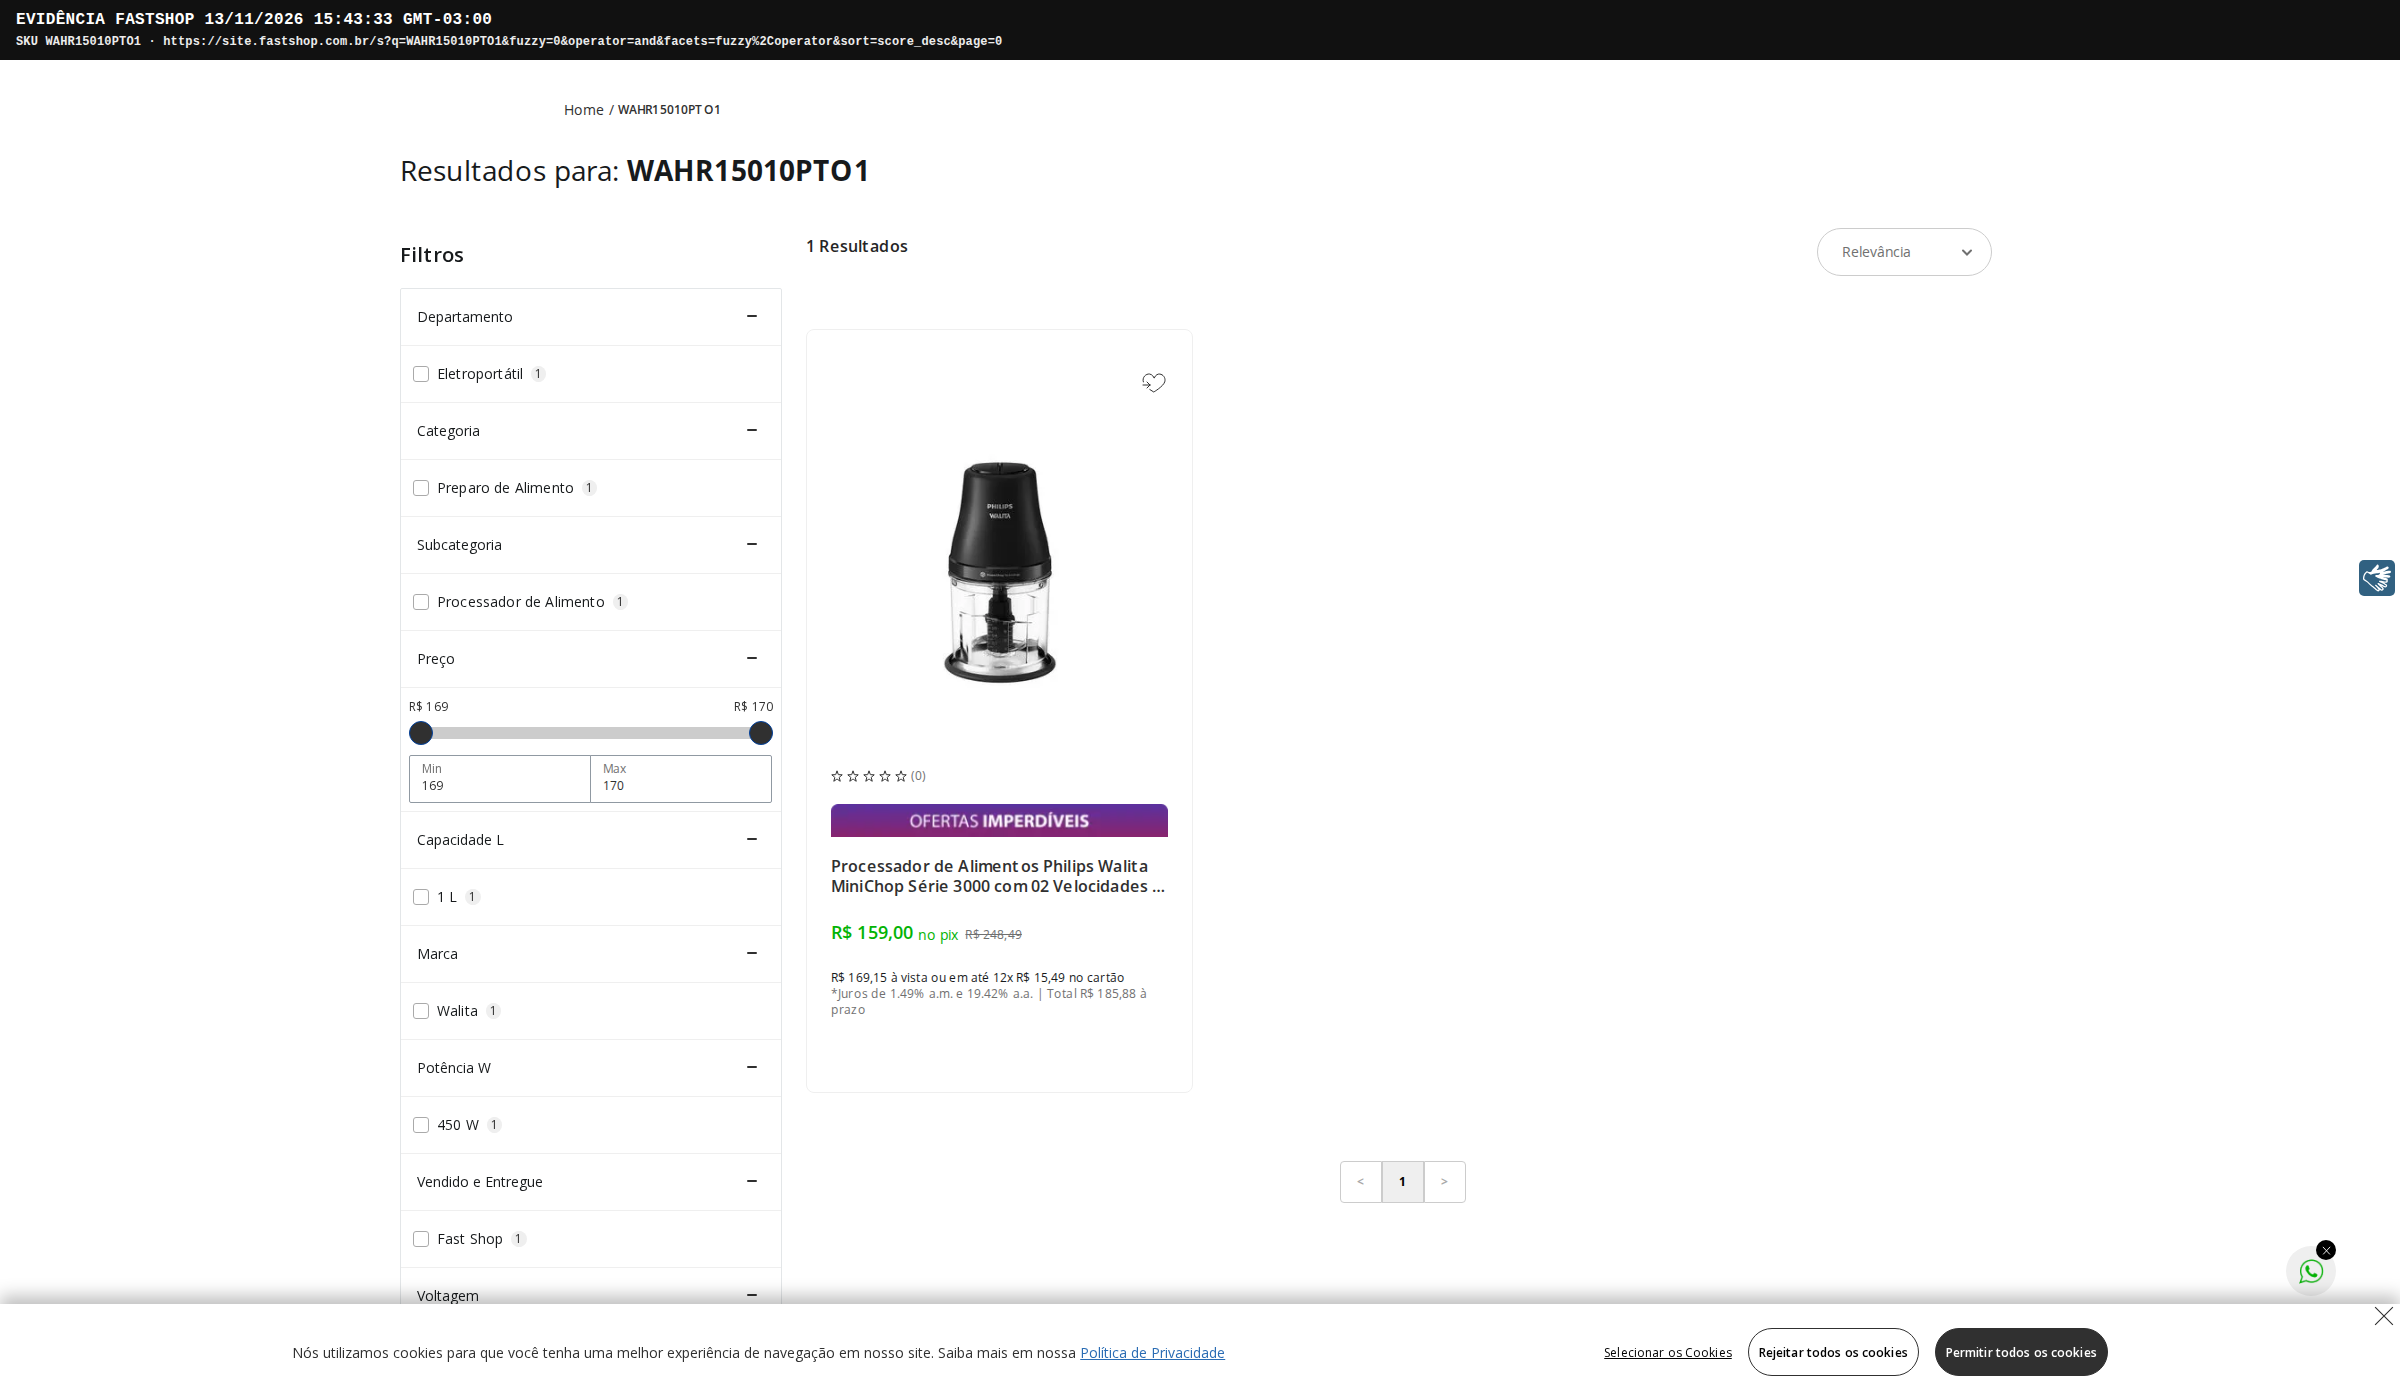 EVIDÊNCIA FASTSHOP 13/11/2026 15:43:33 GMT-03:00
SKU WAHR15010PTO1 · https://site.fastshop.com.br/s?q=WAHR15010PTO1&fuzzy=0&operator=and&facets=fuzzy%2Coperator&sort=score_desc&page=0
Home / WAHR15010PTO1
Resultados para: WAHR15010PTO1
Filtros
1 Resultados
Relevância
Departamento
Eletroportátil 1
Categoria
Preparo de Alimento 1
Subcategoria
Processador de Alimento 1
Preço
R$ 169 R$ 170
Min Max
169 170
Capacidade L
1 L 1
Marca
Walita 1
Potência W
450 W 1
Vendido e Entregue
Fast Shop 1
Voltagem
PHILIPS
WALITA
(0)
OFERTAS IMPERDÍVEIS
Processador de Alimentos Philips Walita
MiniChop Série 3000 com 02 Velocidades ...
R$ 159,00 no pix R$ 248,49
R$ 169,15 à vista ou em até 12x R$ 15,49 no cartão
*Juros de 1.49% a.m. e 19.42% a.a. | Total R$ 185,88 à
prazo
< 1 >
Nós utilizamos cookies para que você tenha uma melhor experiência de navegação em nosso site. Saiba mais em nossa Política de Privacidade
Selecionar os Cookies
Rejeitar todos os cookies
Permitir todos os cookies